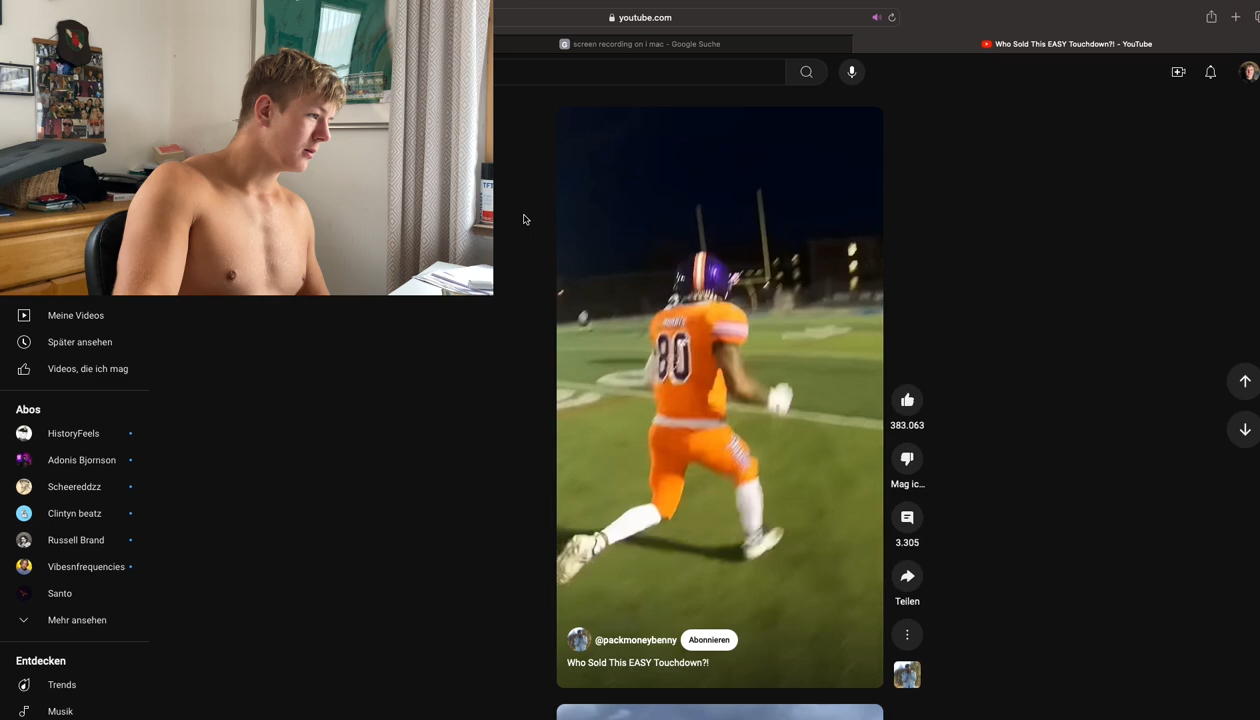 youtube.com
G screen recording on i mac - Google Suche
Who Sold This EASY Touchdown?! - YouTube
TFT
Meine Videos
Später ansehen
Videos, die ich mag
Abos
HistoryFeels
Adonis Bjornson
Scheereddzz
Clintyn beatz
Russell Brand
Vibesnfrequencies
Santo
Mehr ansehen
Entdecken
Trends
Musik
80
383.063
Mag ic...
3.305
Teilen
@packmoneybenny
Abonnieren
Who Sold This EASY Touchdown?!